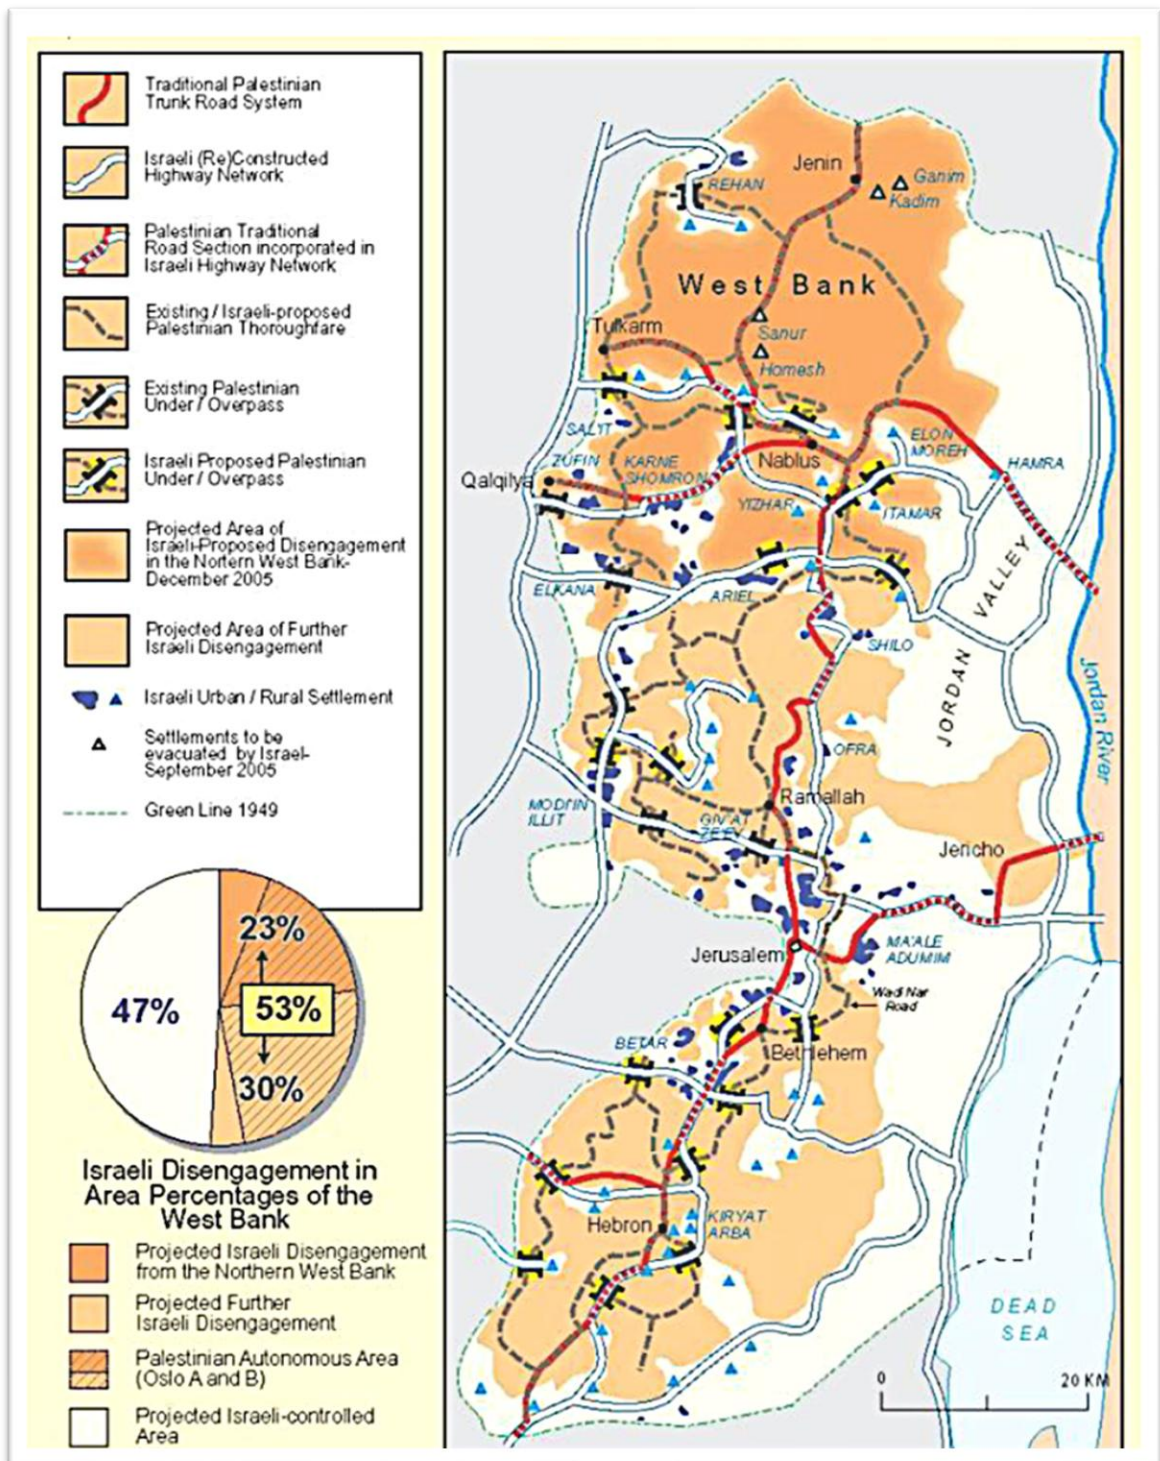 Traditional Palestinian
Trunk Road System
Israeli (Re)Constructed
Highway Network
Palestinian Traditional
Road Section incorporated in
Israeli Highway Network
Existing / Israeli-proposed
Palestinian Thoroughfare
Existing Palestinian
Under / Overpass
Israeli Proposed Palestinian
Under / Overpass
Projected Area of
Israeli-Proposed Disengagement
in the Nortern West Bank-
December 2005
Projected Area of Further
Israeli Disengagement
Israeli Urban / Rural Settlement
Settlements to be
evacuated by Israel-
September 2005
Green Line 1949
23%
47%
53%
30%
Israeli Disengagement in
Area Percentages of the
West Bank
Projected Israeli Disengagement
from the Northern West Bank
Projected Further
Israeli Disengagement
Palestinian Autonomous Area
(Oslo A and B)
Projected Israeli-controlled
Area
Jenin
Ganim
Kadim
REHAN
West Bank
Tulkarm
Sanur
Homesh
SAL'IT
ELON
MOREH
ZUFIN
KARNE
SHOMRON
Nablus
HAMRA
Qalqilya
YIZHAR
ITAMAR
ELKANA
ARIEL
JORDAN VALLEY
SHILO
Jordan River
OFRA
MODI'IN
ILLIT
Ramallah
GIV'AT
ZE'EV
Jericho
Jerusalem
MA'ALE
ADUMIM
Wadi Nar
Road
BETAR
Bethlehem
Hebron
KIRYAT
ARBA
DEAD
SEA
0
20 KM